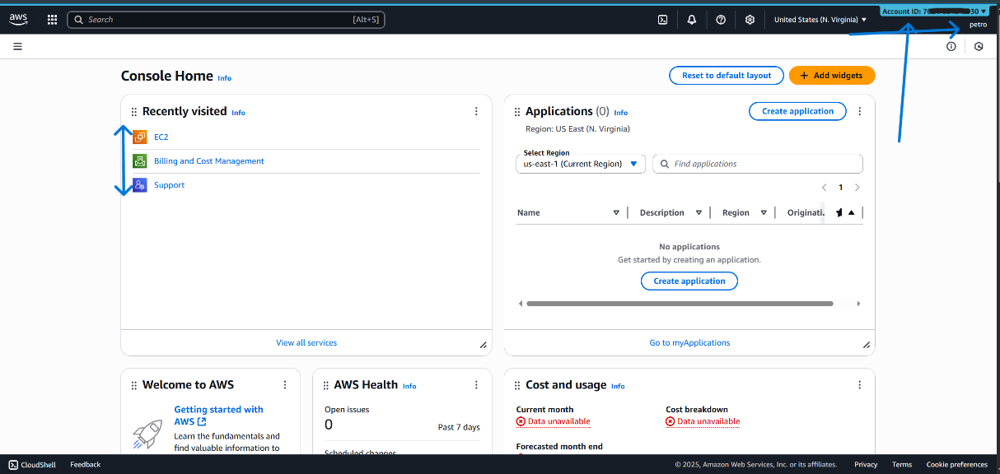 aws
Search
[Alt+S]
United States (N. Virginia)
Account ID: 76
30
petro
Console Home Info
Reset to default layout
+ Add widgets
Recently visited Info
EC2
Billing and Cost Management
Support
View all services
Applications (0) Info
Region: US East (N. Virginia)
Create application
Select Region
us-east-1 (Current Region)
Find applications
1
Name
Description
Region
Originati.
No applications
Get started by creating an application.
Create application
Go to myApplications
Welcome to AWS
Getting started with
AWS
Learn the fundamentals and
find valuable information to
AWS Health Info
Open issues
0
Past 7 days
Scheduled changes
Cost and usage Info
Current month
Data unavailable
Cost breakdown
Data unavailable
Forecasted month end
CloudShell
Feedback
© 2025, Amazon Web Services, Inc. or its affiliates.
Privacy
Terms
Cookie preferences